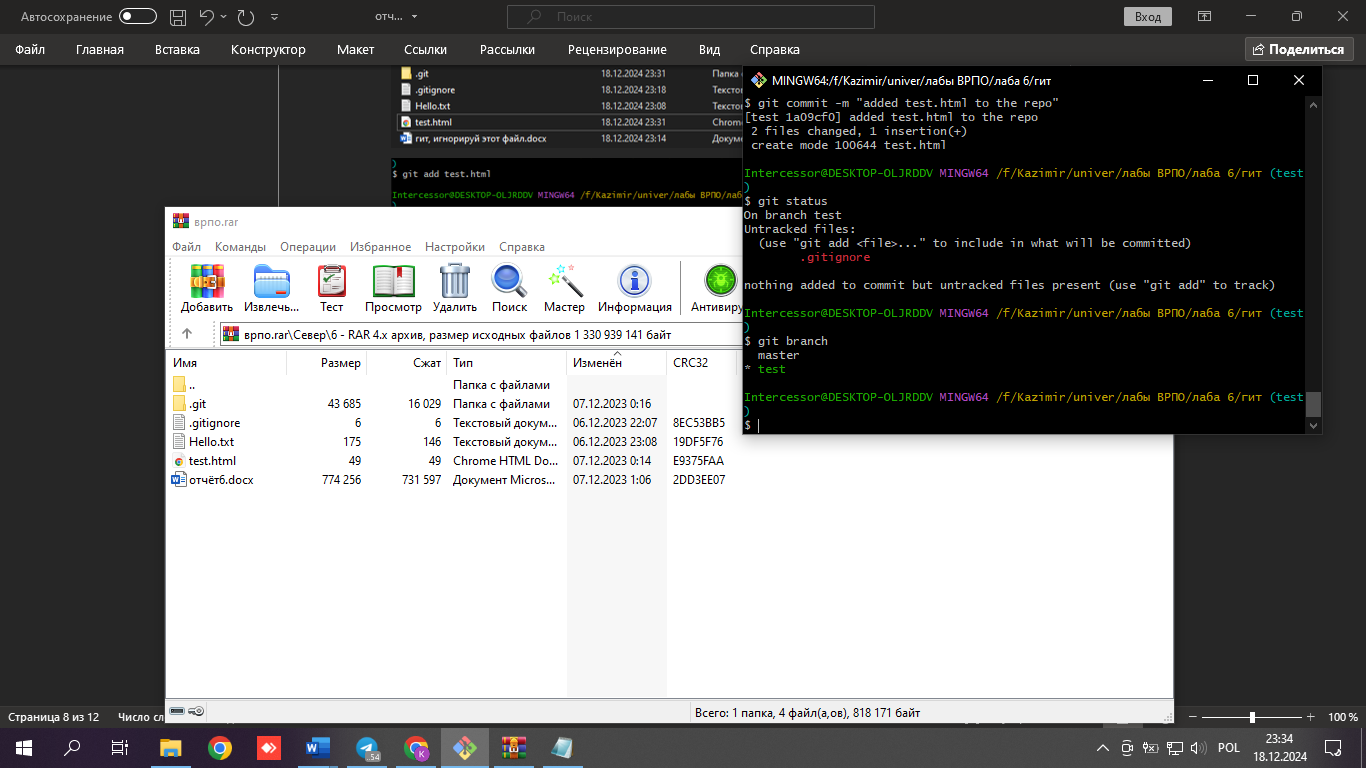 Автосохранение
отч...
Поиск
Вход
Файл Главная Вставка Конструктор Макет Ссылки Рассылки Рецензирование Вид Справка
Поделиться
.git 18.12.2024 23:31 Папка с
.gitignore 18.12.2024 23:18 Тексто
Hello.txt 18.12.2024 23:08 Тексто
test.html 18.12.2024 23:31 Chrom
гит, игнорируй этот файл.docx 18.12.2024 23:14 Докум
)
$ git add test.html
Intercessor@DESKTOP-OLJRDDV MINGW64 /f/Kazimir/univer/лабы ВРП
MINGW64:/f/Kazimir/univer/лабы ВРПО/лаба 6/гит
$ git commit -m "added test.html to the repo"
[test 1a09cf0] added test.html to the repo
2 files changed, 1 insertion(+)
create mode 100644 test.html
Intercessor@DESKTOP-OLJRDDV MINGW64 /f/Kazimir/univer/лабы ВРПО/лаба 6/гит (test
)
$ git status
On branch test
Untracked files:
(use "git add <file>..." to include in what will be committed)
.gitignore
nothing added to commit but untracked files present (use "git add" to track)
Intercessor@DESKTOP-OLJRDDV MINGW64 /f/Kazimir/univer/лабы ВРПО/лаба 6/гит (test
)
$ git branch
master
* test
Intercessor@DESKTOP-OLJRDDV MINGW64 /f/Kazimir/univer/лабы ВРПО/лаба 6/гит (test
)
$
врпо.rar
Файл Команды Операции Избранное Настройки Справка
Добавить Извлечь... Тест Просмотр Удалить Поиск Мастер Информация Антивиру
врпо.rar\Север\6 - RAR 4.x архив, размер исходных файлов 1 330 939 141 байт
Имя Размер Сжат Тип Изменён CRC32
.. Папка с файлами
.git 43 685 16 029 Папка с файлами 07.12.2023 0:16
.gitignore 6 6 Текстовый докум... 06.12.2023 22:07 8EC53BB5
Hello.txt 175 146 Текстовый докум... 06.12.2023 23:08 19DF5F76
test.html 49 49 Chrome HTML Do... 07.12.2023 0:14 E9375FAA
отчёт6.docx 774 256 731 597 Документ Micros... 07.12.2023 1:06 2DD3EE07
Всего: 1 папка, 4 файл(а,ов), 818 171 байт
Страница 8 из 12 Число сл
100 %
54
K
POL
23:34
18.12.2024